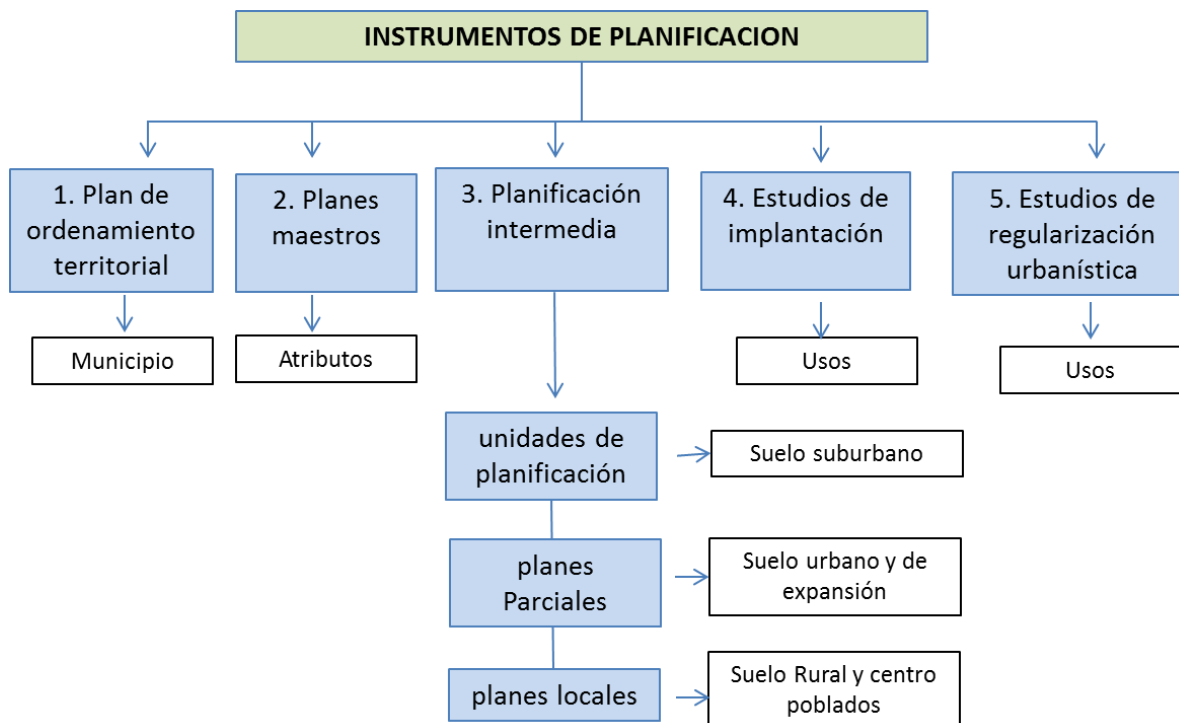 INSTRUMENTOS DE PLANIFICACION
1. Plan de
ordenamiento
territorial
2. Planes
maestros
3. Planificación
intermedia
4. Estudios de
implantación
5. Estudios de
regularización
urbanística
Municipio
Atributos
Usos
Usos
unidades de
planificación
Suelo suburbano
planes
Parciales
Suelo urbano y de
expansión
planes locales
Suelo Rural y centro
poblados